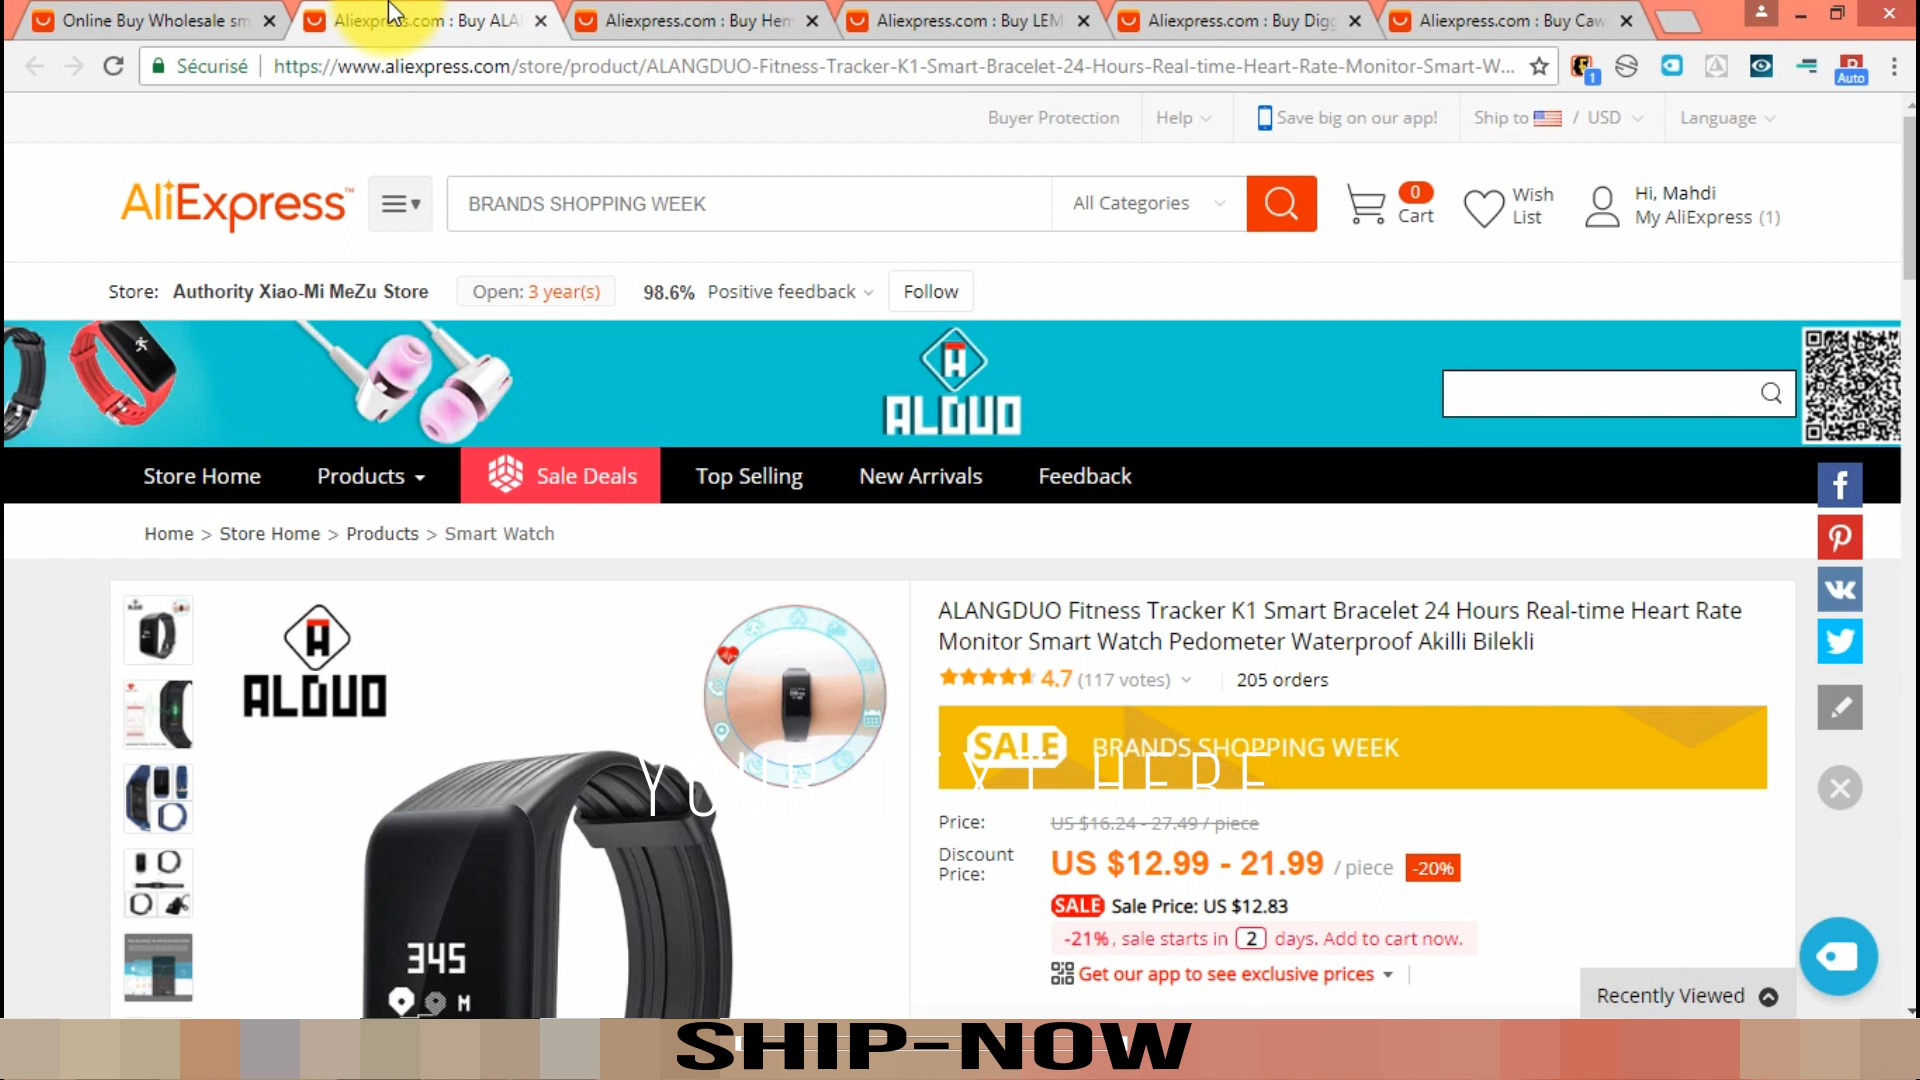 Online Buy Wholesale sm
Aliexpress.com : Buy ALA
Aliexpress.com : Buy Hem
Aliexpress.com : Buy LEM
Aliexpress.com : Buy Digg
Aliexpress.com : Buy Caw
Sécurisé
https://www.aliexpress.com/store/product/ALANGDUO-Fitness-Tracker-K1-Smart-Bracelet-24-Hours-Real-time-Heart-Rate-Monitor-Smart-W...
1
Auto
Buyer Protection
Help
Save big on our app!
Ship to / USD
Language
AliExpress™
BRANDS SHOPPING WEEK
All Categories
0
Cart
Wish
List
Hi, Mahdi
My AliExpress (1)
Store: Authority Xiao-Mi MeZu Store
Open: 3 year(s)
98.6% Positive feedback
Follow
ALDUO
Store Home
Products
Sale Deals
Top Selling
New Arrivals
Feedback
Home > Store Home > Products > Smart Watch
ALDUO
ALANGDUO Fitness Tracker K1 Smart Bracelet 24 Hours Real-time Heart Rate
Monitor Smart Watch Pedometer Waterproof Akilli Bilekli
4.7 (117 votes)
205 orders
SALE BRANDS SHOPPING WEEK
YOUR TEXT HERE
Price: US $16.24 - 27.49 / piece
Discount
Price:
US $12.99 - 21.99 / piece -20%
SALE Sale Price: US $12.83
-21%, sale starts in 2 days. Add to cart now.
Get our app to see exclusive prices
345
M
Recently Viewed
SHIP-NOW